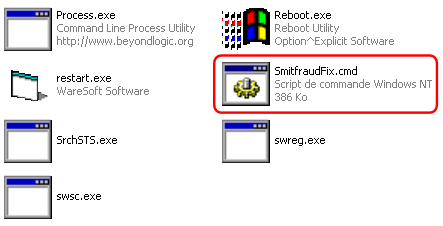 Process.exe
Command Line Process Utility
http://www.beyondlogic.org
Reboot.exe
Reboot Utility
Option^Explicit Software
restart.exe
WareSoft Software
SmitfraudFix.cmd
Script de commande Windows NT
386 Ko
SrchSTS.exe
swreg.exe
swsc.exe